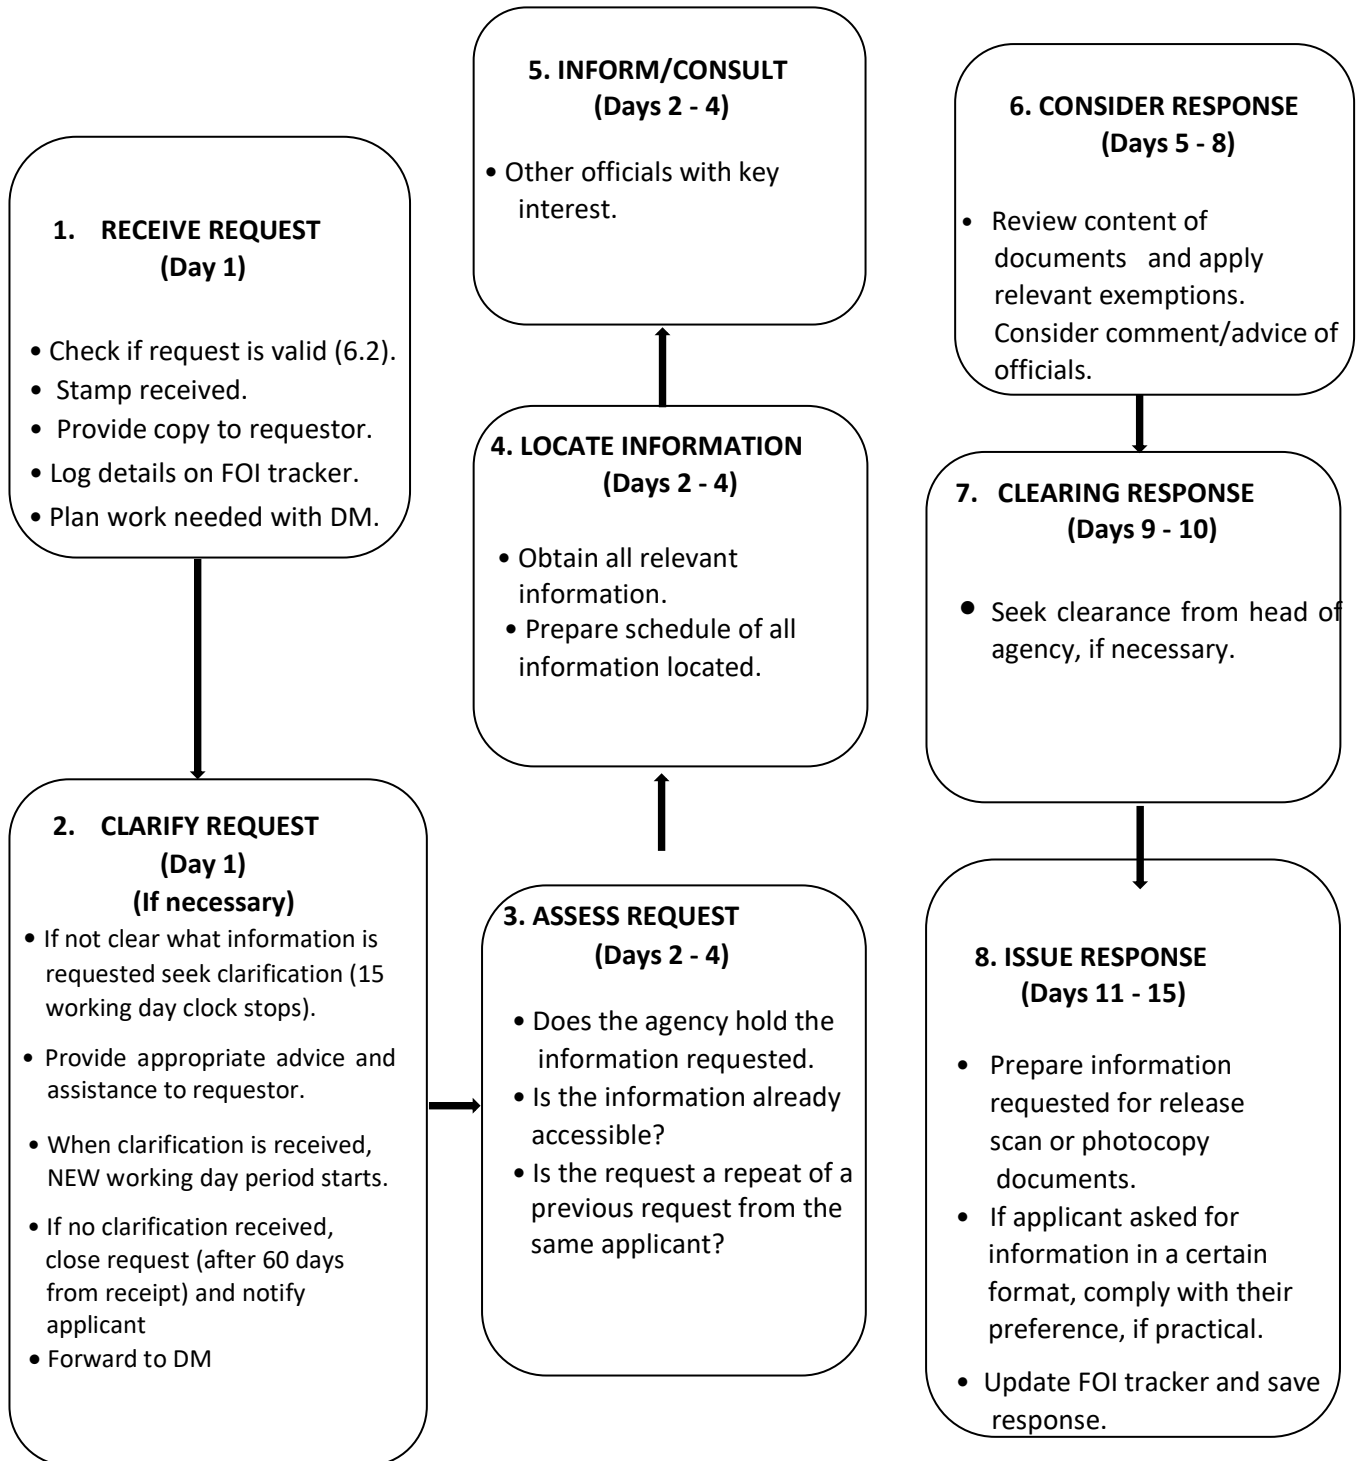 1. RECEIVE REQUEST
(Day 1)
• Check if request is valid (6.2).
• Stamp received.
• Provide copy to requestor.
• Log details on FOI tracker.
• Plan work needed with DM.
2. CLARIFY REQUEST
(Day 1)
(If necessary)
• If not clear what information is
requested seek clarification (15
working day clock stops).
• Provide appropriate advice and
assistance to requestor.
• When clarification is received,
NEW working day period starts.
• If no clarification received,
close request (after 60 days
from receipt) and notify
applicant
• Forward to DM
3. ASSESS REQUEST
(Days 2 - 4)
• Does the agency hold the
information requested.
• Is the information already
accessible?
• Is the request a repeat of a
previous request from the
same applicant?
4. LOCATE INFORMATION
(Days 2 - 4)
• Obtain all relevant
information.
• Prepare schedule of all
information located.
5. INFORM/CONSULT
(Days 2 - 4)
• Other officials with key
interest.
6. CONSIDER RESPONSE
(Days 5 - 8)
• Review content of
documents and apply
relevant exemptions.
Consider comment/advice of
officials.
7. CLEARING RESPONSE
(Days 9 - 10)
• Seek clearance from head of
agency, if necessary.
8. ISSUE RESPONSE
(Days 11 - 15)
• Prepare information
requested for release
scan or photocopy
documents.
• If applicant asked for
information in a certain
format, comply with their
preference, if practical.
• Update FOI tracker and save
response.